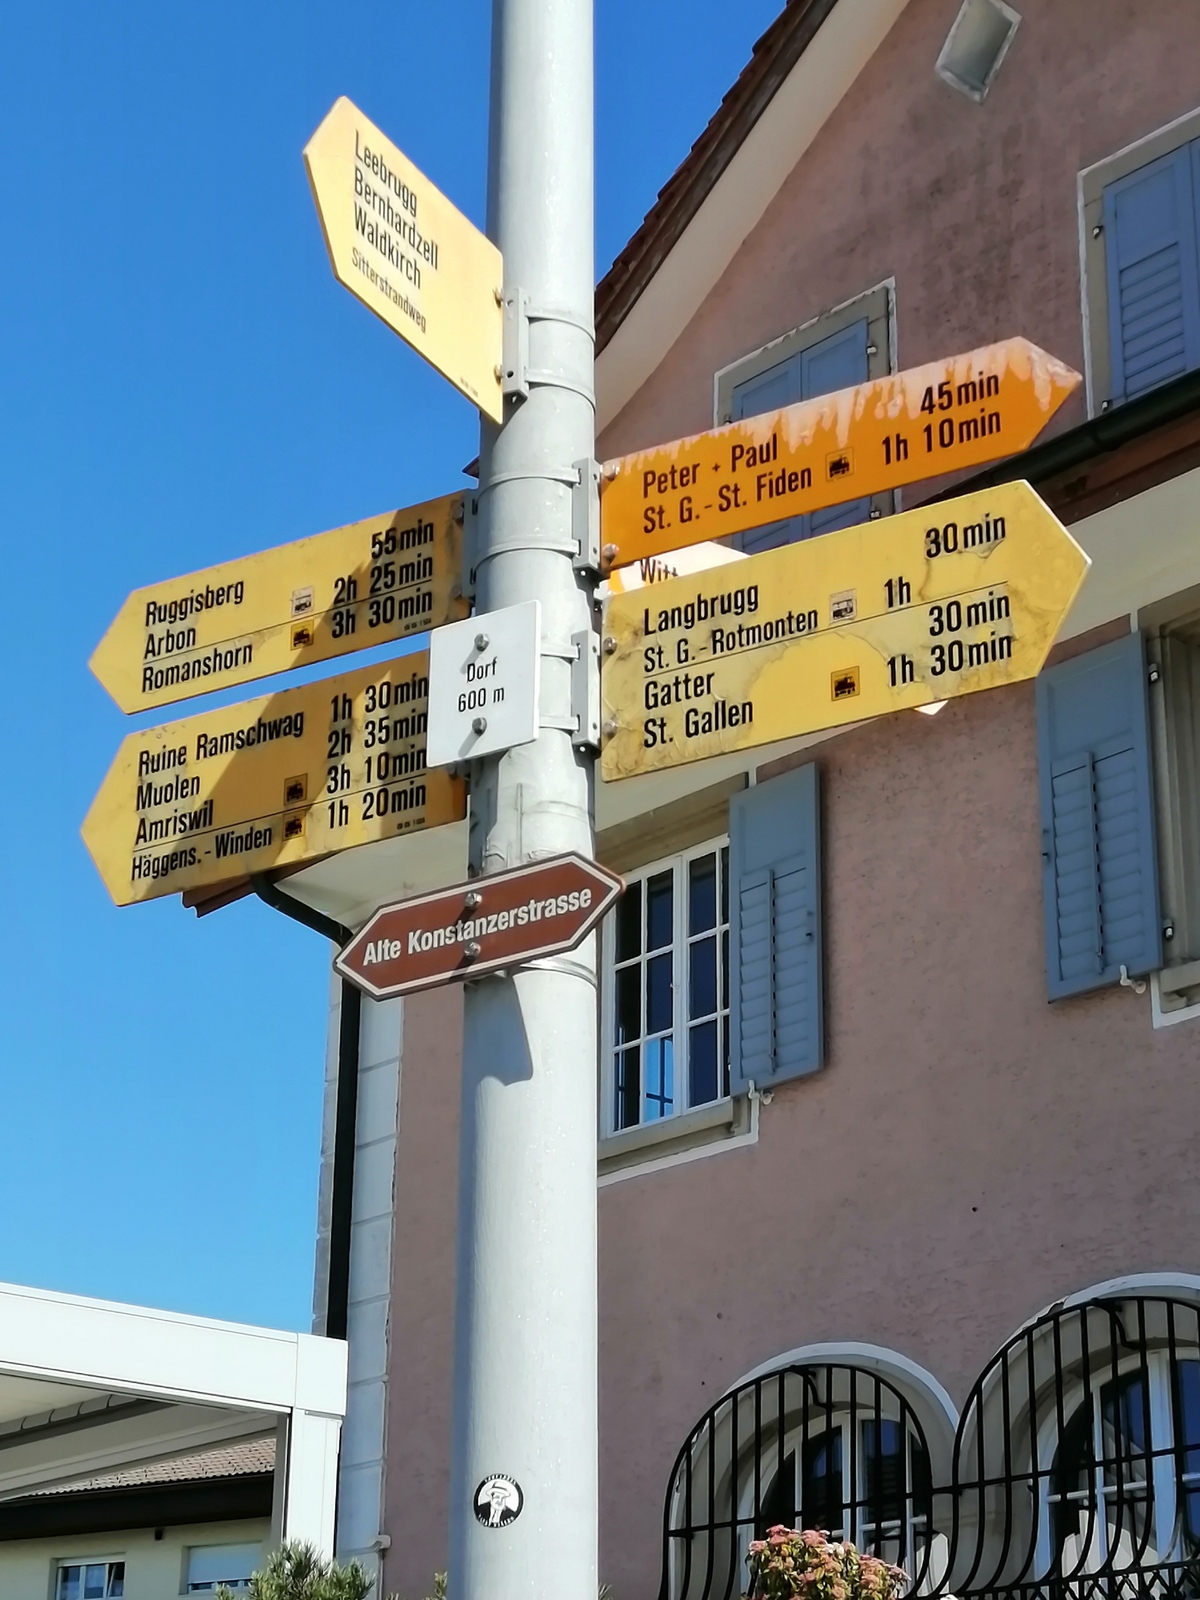 Leebrugg
Bernhardzell
Waldkirch
Sitterstrandweg
Peter + Paul 45min
St. G.-St. Fiden 1h 10min
Ruggisberg 55min
Arbon 2h 25min
Romanshorn 3h 30min
Witt
Langbrugg 30min
St. G.-Rotmonten 1h
Gatter 30min
St. Gallen 1h 30min
Dorf
600 m
Ruine Ramschwag 1h 30min
Muolen 2h 35min
Amriswil 3h 10min
Häggens.-Winden 1h 20min
Alte Konstanzerstrasse